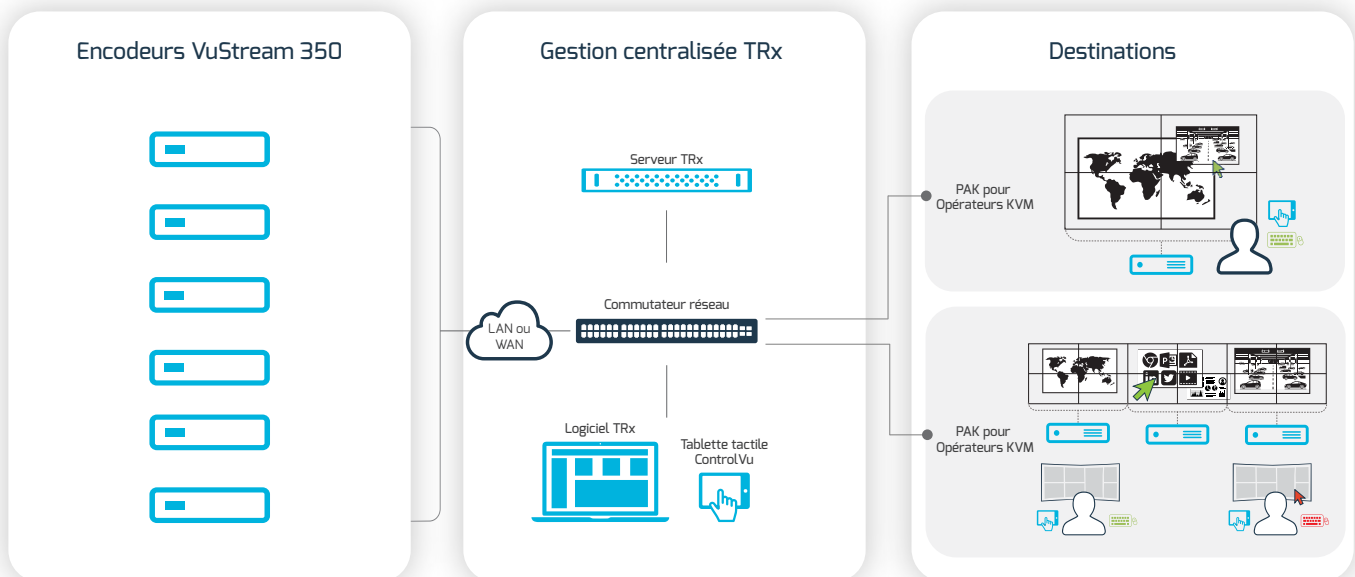 Encodeurs VuStream 350
Gestion centralisée TRx
Serveur TRx
Commutateur réseau
LAN ou
WAN
Logiciel TRx
Tablette tactile
ControlVu
Destinations
PAK pour
Opérateurs KVM
PAK pour
Opérateurs KVM